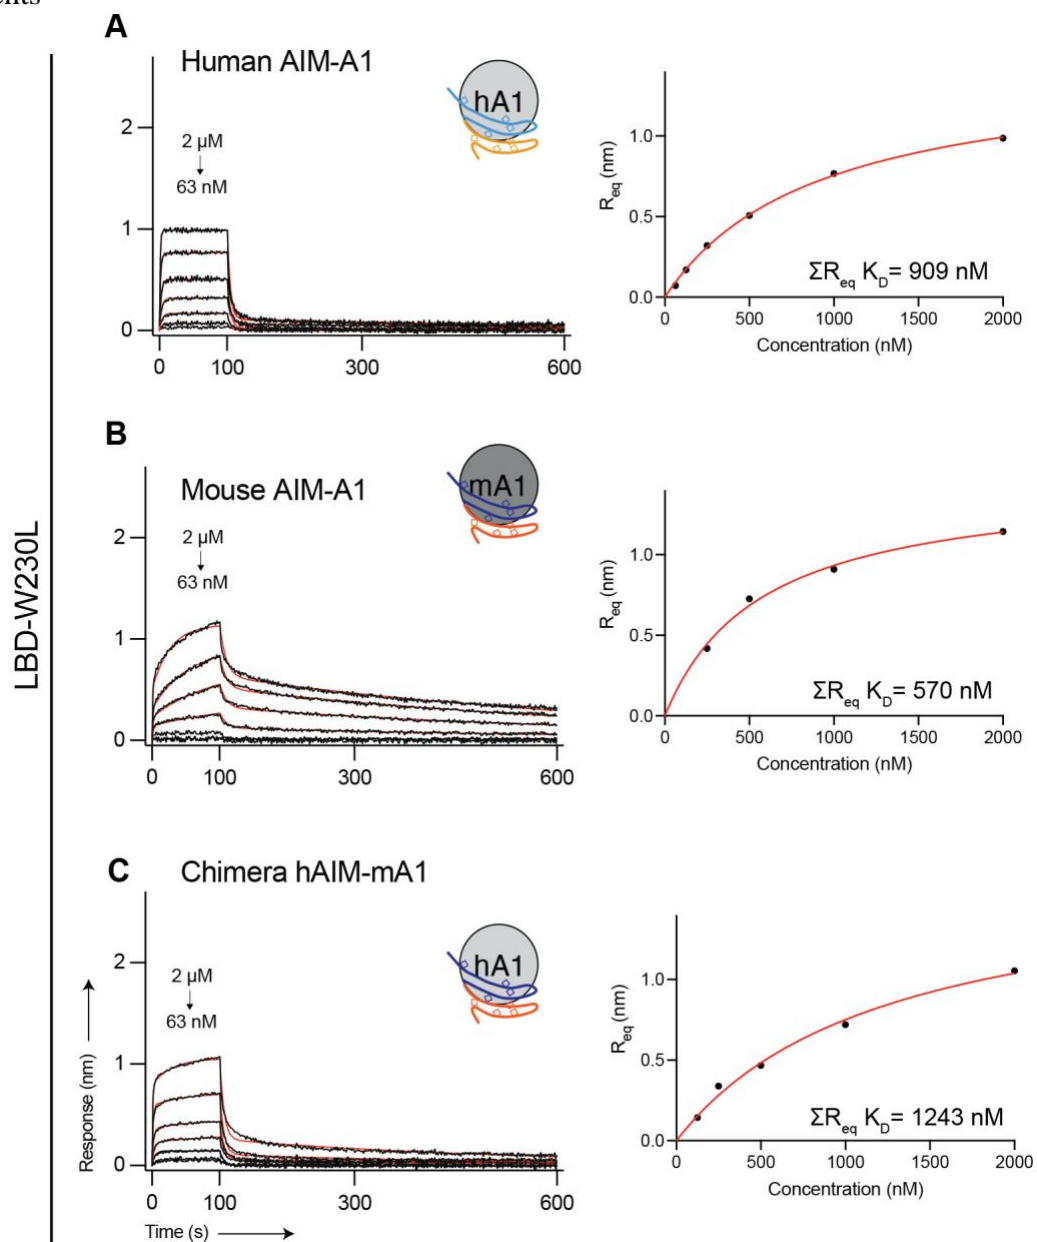 A
Human AIM-A1
hA1
2 µM
63 nM
2
1
0
0 100 300 600
R_eq (nm)
1.0
0.5
0.0
ΣR_eq K_D= 909 nM
0 500 1000 1500 2000
Concentration (nM)
LBD-W230L
B
Mouse AIM-A1
mA1
2 µM
63 nM
2
1
0
0 100 300 600
R_eq (nm)
1.0
0.5
0.0
ΣR_eq K_D= 570 nM
0 500 1000 1500 2000
Concentration (nM)
C
Chimera hAIM-mA1
hA1
2 µM
63 nM
2
1
0
Response (nm)
0 100 300 600
Time (s)
R_eq (nm)
1.0
0.5
0.0
ΣR_eq K_D= 1243 nM
0 500 1000 1500 2000
Concentration (nM)